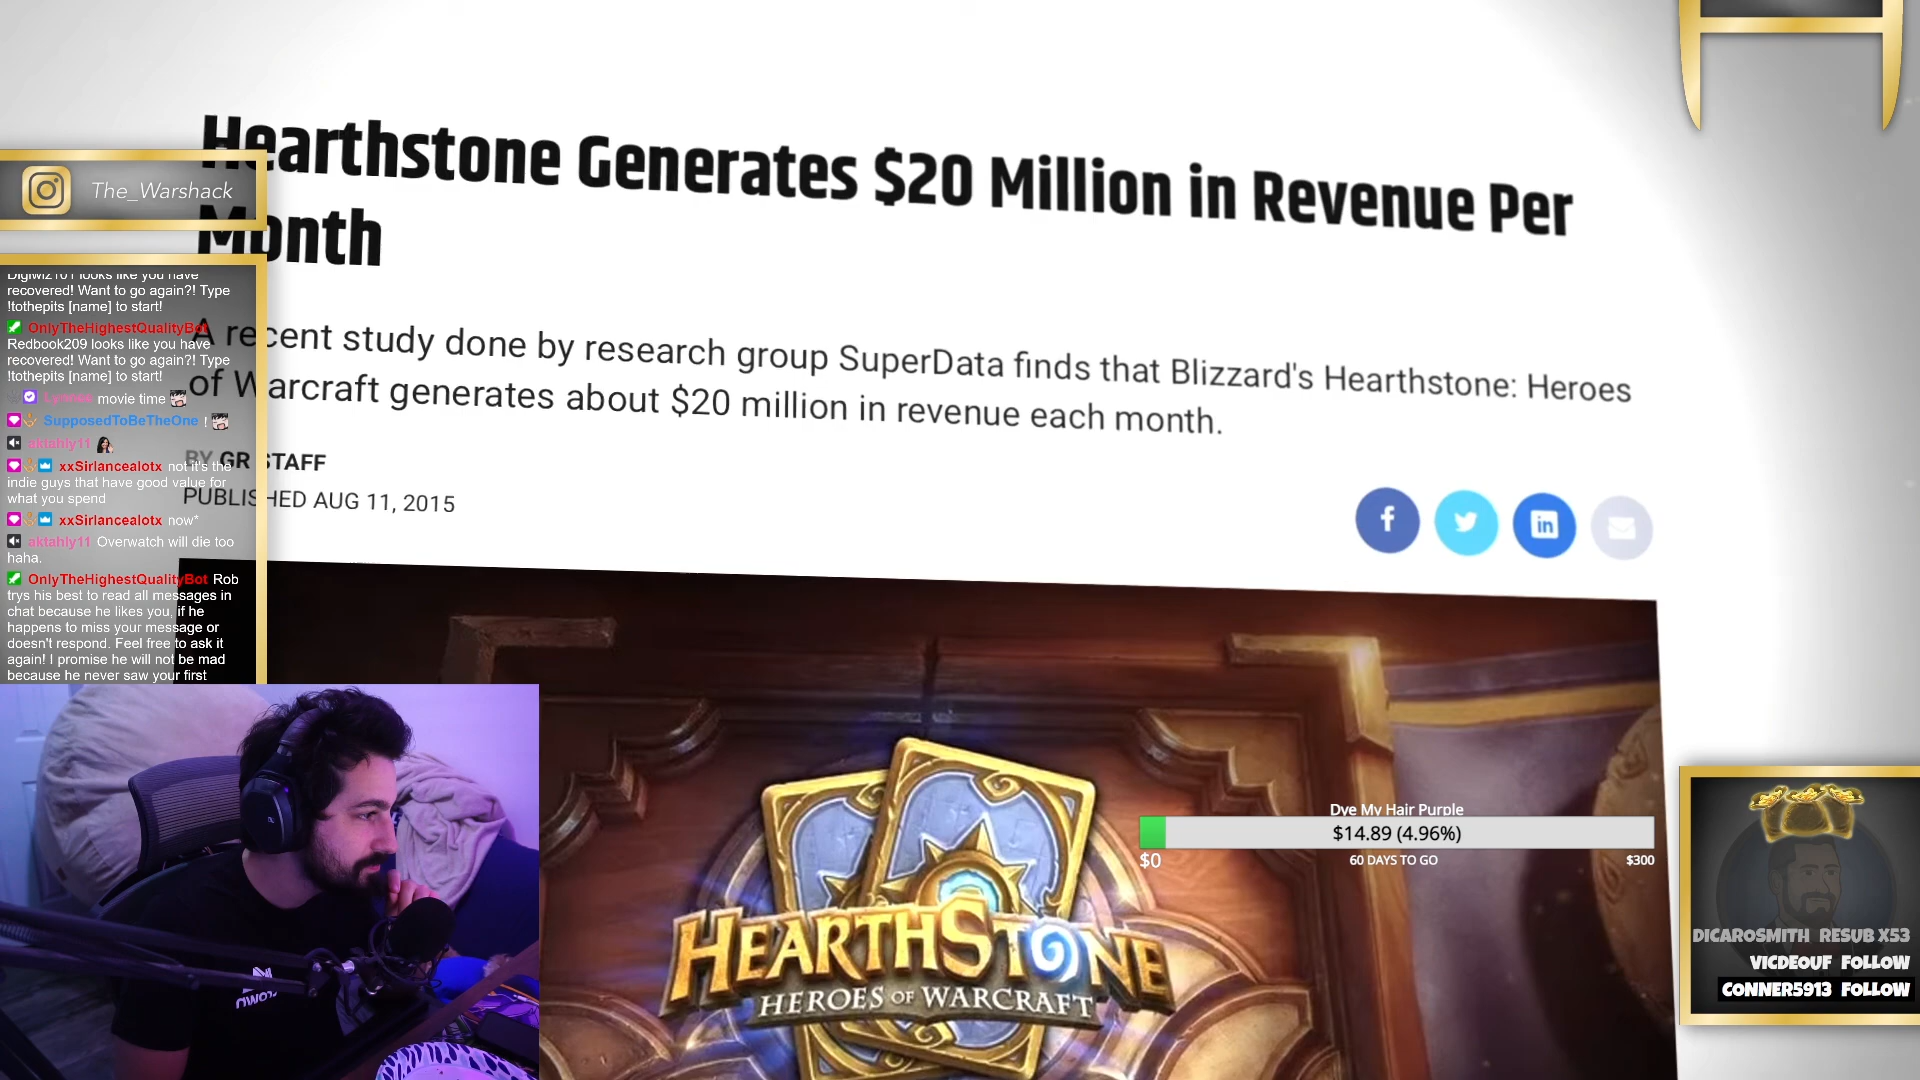 Hearthstone Generates $20 Million in Revenue Per
Month
The_Warshack
Digiwiz101 looks like you have
recovered! Want to go again?! Type
!tothepits [name] to start!
OnlyTheHighestQualityBot
Redbook209 looks like you have
recovered! Want to go again?! Type
!tothepits [name] to start!
movie time
SupposedToBeTheOne !
aktahly11
xxSirlancealotx not it's the
indie guys that have good value for
what you spend
xxSirlancealotx now*
aktahly11 Overwatch will die too
haha.
OnlyTheHighestQualityBot Rob
trys his best to read all messages in
chat because he likes you, if he
happens to miss your message or
doesn't respond. Feel free to ask it
again! I promise he will not be mad
because he never saw your first
A recent study done by research group SuperData finds that Blizzard's Hearthstone: Heroes
of Warcraft generates about $20 million in revenue each month.
BY GR STAFF
PUBLISHED AUG 11, 2015
f
in
HEARTHSTONE
HEROES OF WARCRAFT
Dye My Hair Purple
$14.89 (4.96%)
$0
60 DAYS TO GO
$300
DICAROSMITH RESUB X53
VICDEOUF FOLLOW
CONNER5913 FOLLOW